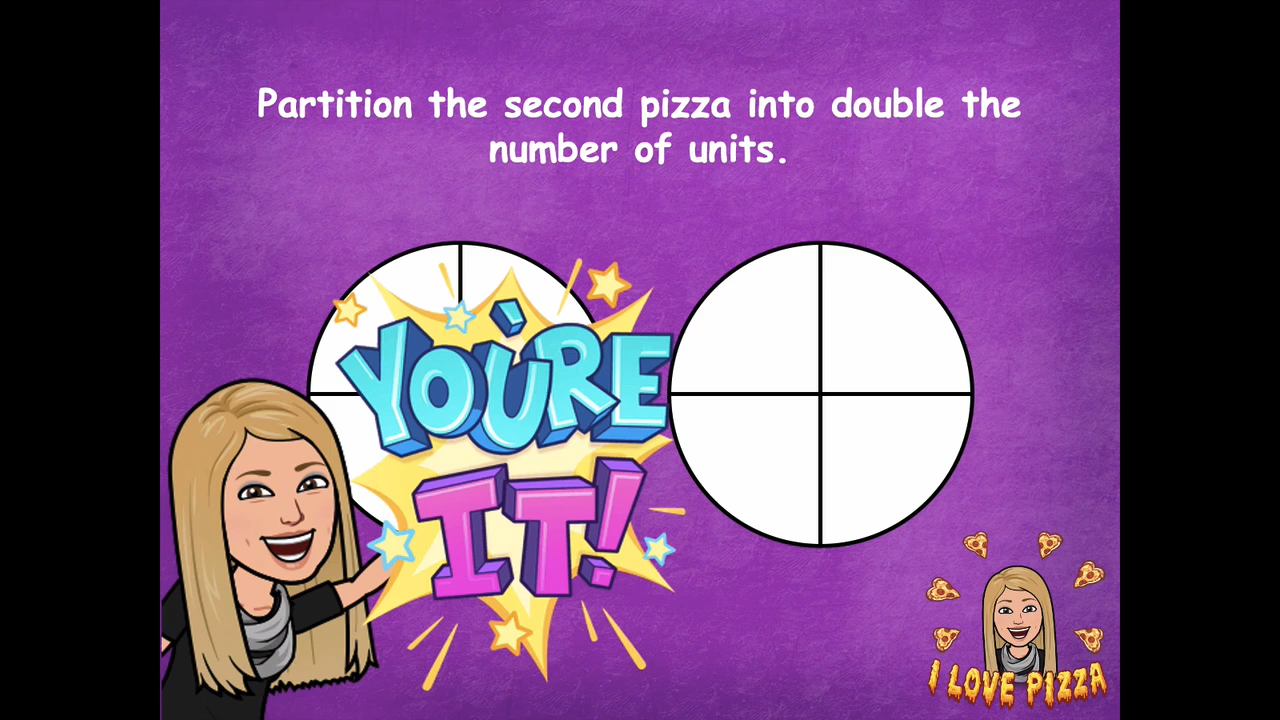 Partition the second pizza into double the
number of units.
YOU'RE
IT!
I LOVE PIZZA